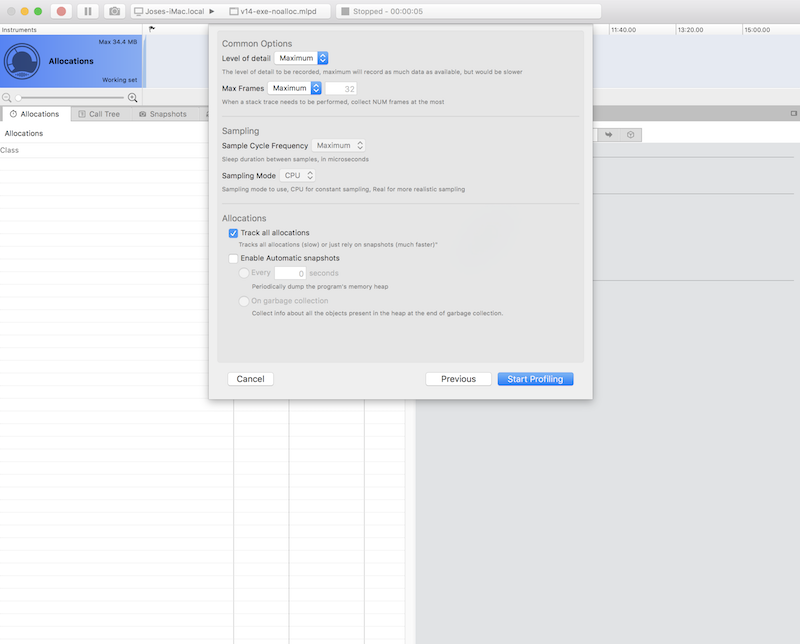 Joses-iMac.local
v14-exe-noalloc.mlpd
Stopped - 00:00:05
Instruments
11:40.00
13:20.00
15:00.00
Max 34.4 MB
Allocations
Working set
Allocations
Call Tree
Snapshots
Allocations
Class
Common Options
Level of detail Maximum
The level of detail to be recorded, maximum will record as much data as available, but would be slower
Max Frames Maximum 32
When a stack trace needs to be performed, collect NUM frames at the most
Sampling
Sample Cycle Frequency Maximum
Sleep duration between samples, in microseconds
Sampling Mode CPU
Sampling mode to use, CPU for constant sampling, Real for more realistic sampling
Allocations
Track all allocations
Tracks all allocations (slow) or just rely on snapshots (much faster)"
Enable Automatic snapshots
Every 0 seconds
Periodically dump the program's memory heap
On garbage collection
Collect info about all the objects present in the heap at the end of garbage collection.
Cancel
Previous
Start Profiling